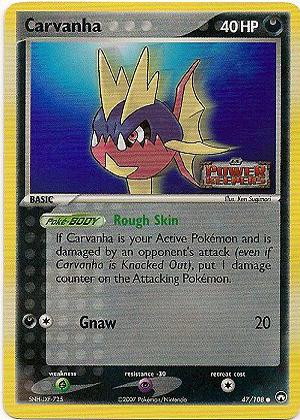 Carvanha 40 HP
EX
POWER
KEEPERS
BASIC Illus. Ken Sugimori
Poké-BODY Rough Skin
If Carvanha is your Active Pokémon and is
damaged by an opponent's attack (even if
Carvanha is Knocked Out), put 1 damage
counter on the Attacking Pokémon.
Gnaw 20
weakness resistance -30 retreat cost
©2007 Pokémon/Nintendo 47/108